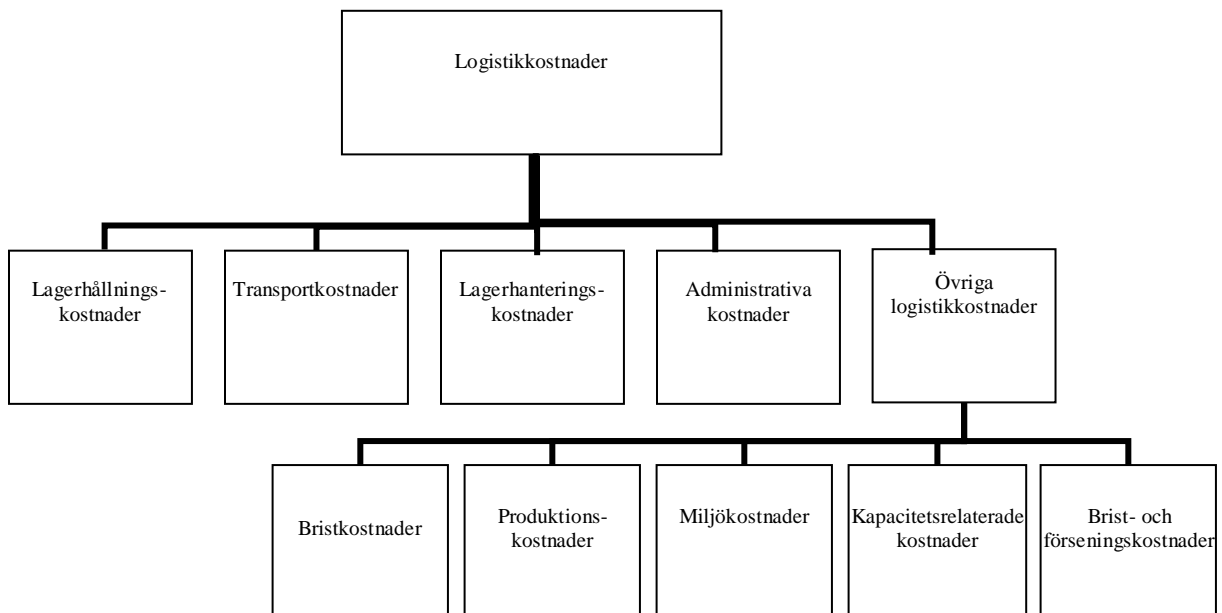 Logistikkostnader
Lagerhållnings-
kostnader
Transportkostnader
Lagerhanterings-
kostnader
Administrativa
kostnader
Övriga
logistikkostnader
Bristkostnader
Produktions-
kostnader
Miljökostnader
Kapacitetsrelaterade
kostnader
Brist- och
förseningskostnader